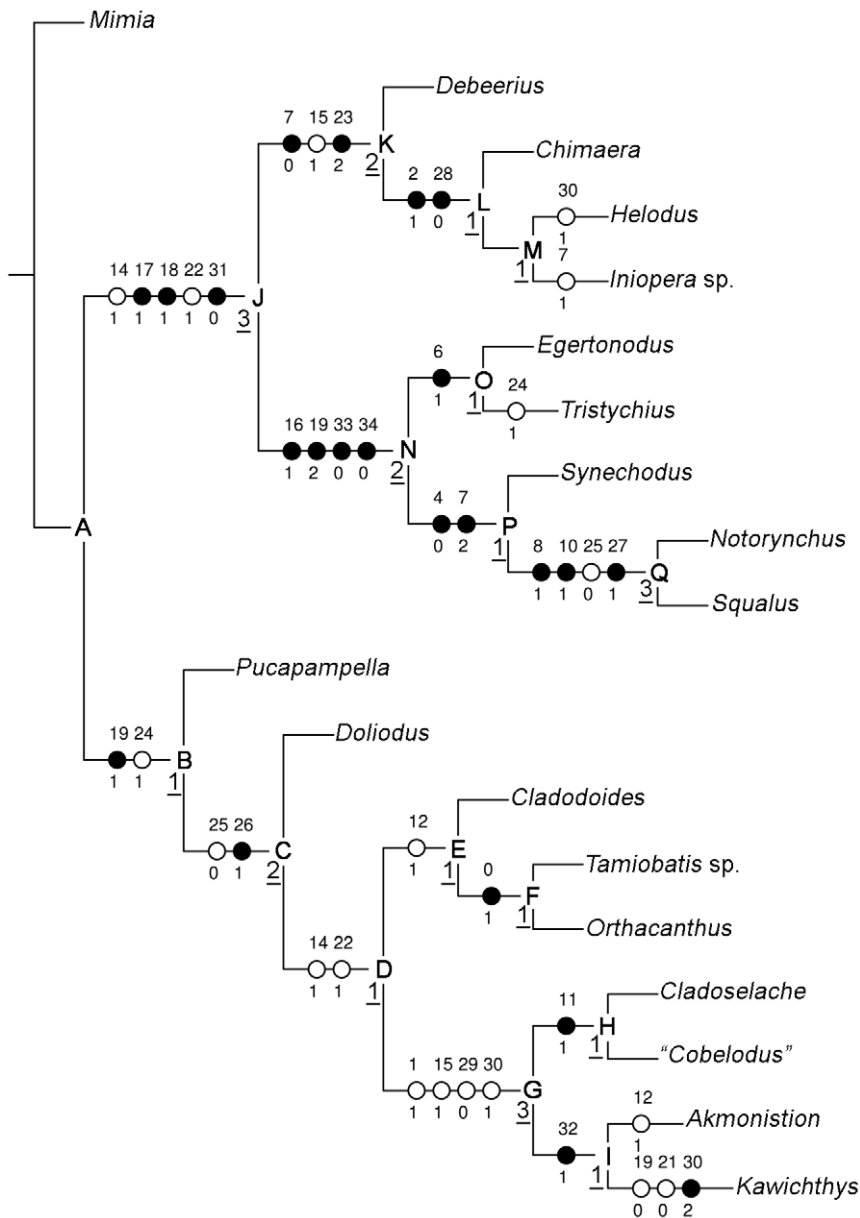 Mimia
Debeerius
7 15 23
0 1 2
K
2
Chimaera
2 28
1 0
L
1
30
Helodus
1
M
1
7
Iniopera sp.
1
14 17 18 22 31
1 1 1 1 0
J
3
Egertonodus
6
1
O
1
24
Tristychius
1
16 19 33 34
1 2 0 0
N
2
Synechodus
4 7
0 2
P
1
Notorynchus
8 10 25 27
1 1 0 1
Q
3
Squalus
A
Pucapampella
19 24
1 1
B
1
Doliodus
25 26
0 1
C
2
Cladodoides
12
1
E
1
Tamiobatis sp.
0
1
F
1
Orthacanthus
14 22
1 1
D
1
Cladoselache
11
1
H
1
“Cobelodus”
1 15 29 30
1 1 0 1
G
3
12
Akmonistion
1
32
1
I
1
19 21 30
Kawichthys
0 0 2